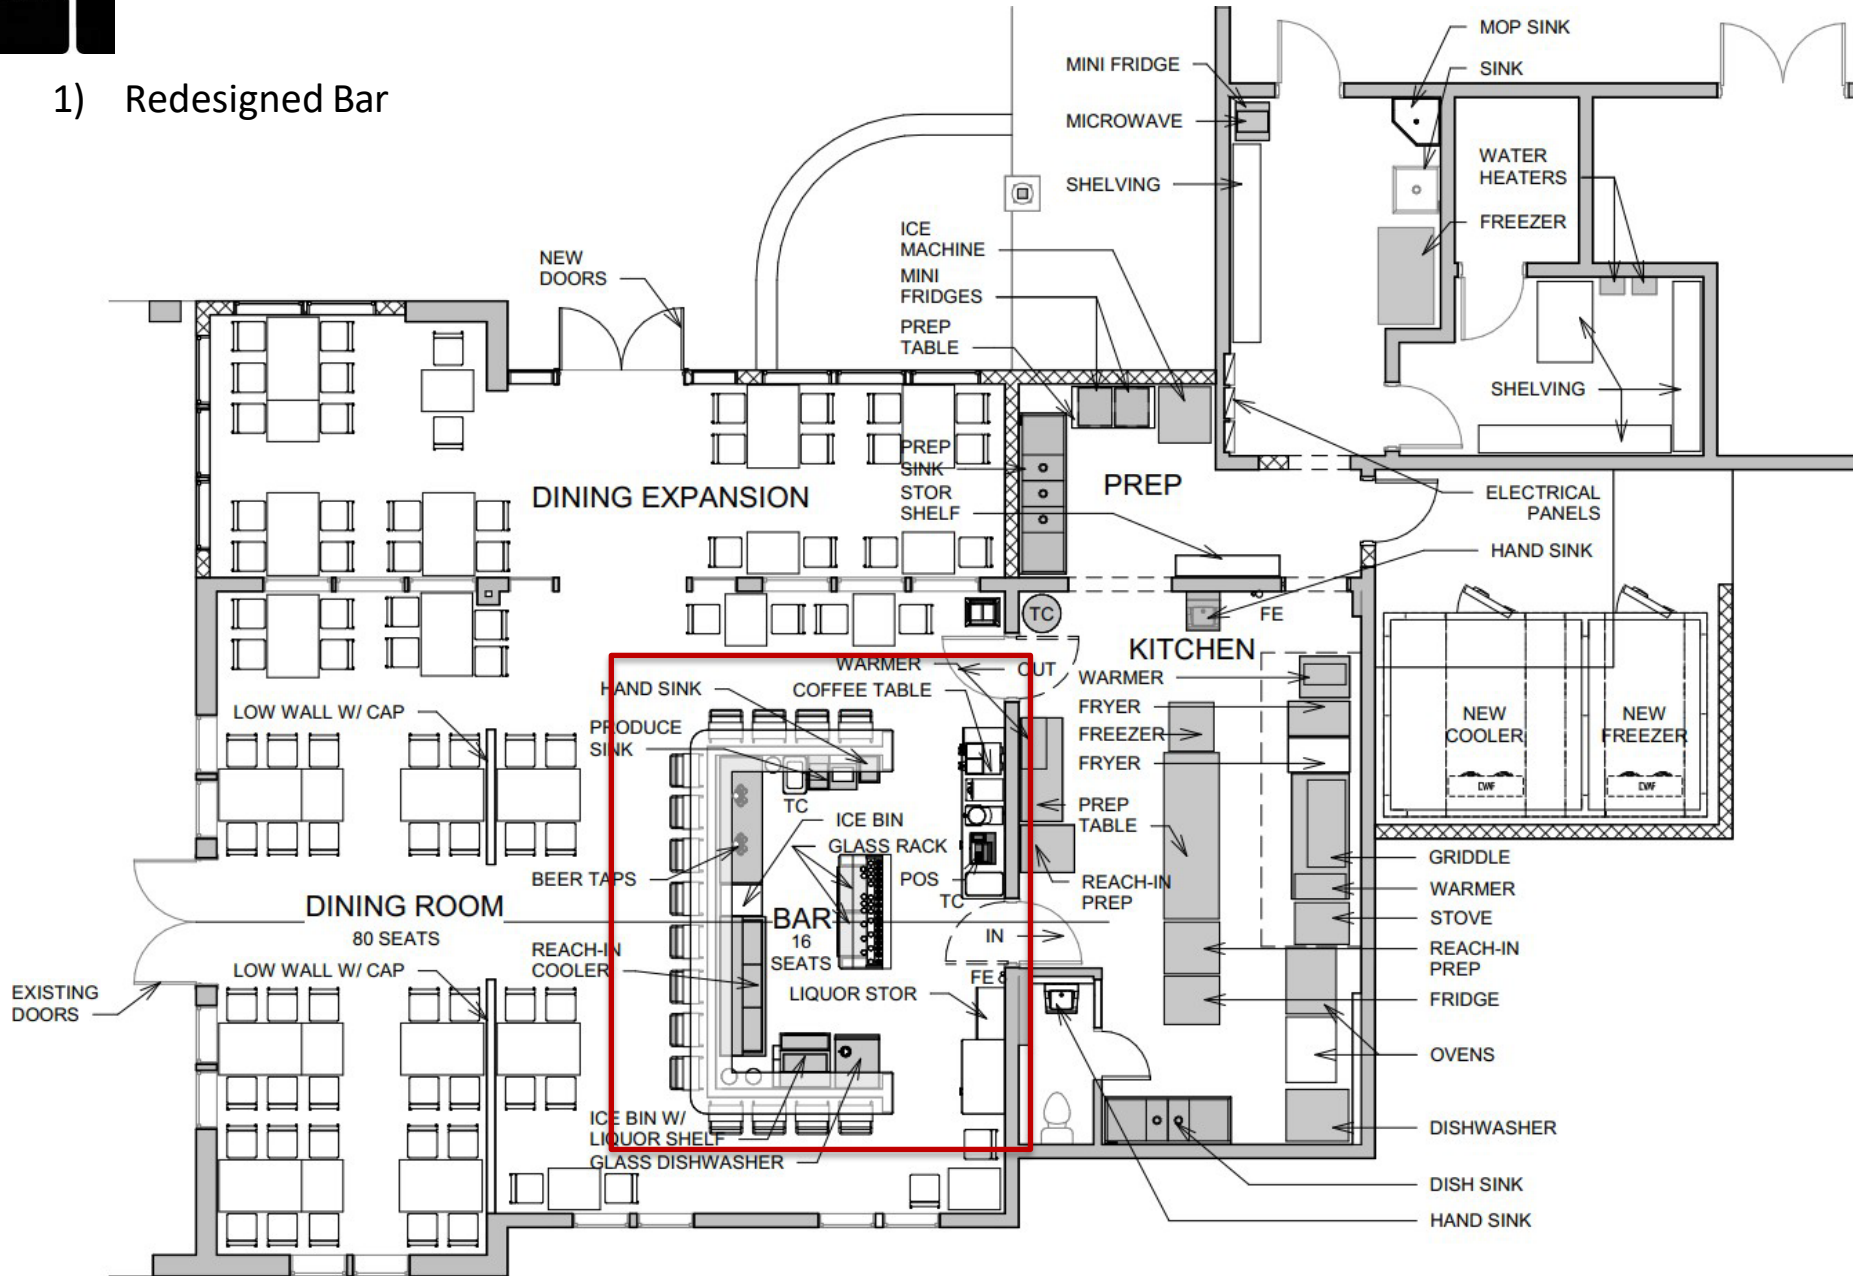 1) Redesigned Bar
MOP SINK
SINK
MINI FRIDGE
MICROWAVE
SHELVING
WATER
HEATERS
FREEZER
ICE
MACHINE
MINI
FRIDGES
PREP
TABLE
NEW
DOORS
SHELVING
PREP
SINK
STOR
SHELF
DINING EXPANSION
PREP
ELECTRICAL
PANELS
HAND SINK
TC
FE
KITCHEN
WARMER
OUT
HAND SINK
COFFEE TABLE
WARMER
LOW WALL W/ CAP
PRODUCE
SINK
FRYER
FREEZER
FRYER
NEW
COOLER
NEW
FREEZER
CWF
CWF
TC
ICE BIN
GLASS RACK
PREP
TABLE
BEER TAPS
POS
TC
REACH-IN
PREP
GRIDDLE
WARMER
STOVE
REACH-IN
PREP
FRIDGE
OVENS
DISHWASHER
DISH SINK
HAND SINK
DINING ROOM
80 SEATS
BAR
16
SEATS
IN
REACH-IN
COOLER
LOW WALL W/ CAP
FE
LIQUOR STOR
EXISTING
DOORS
ICE BIN W/
LIQUOR SHELF
GLASS DISHWASHER